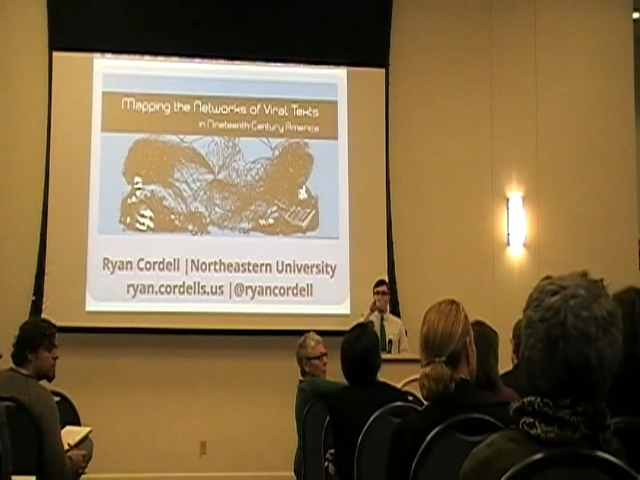 Mapping the Networks of Viral Texts
in Nineteenth-Century America
Ryan Cordell |Northeastern University
ryan.cordells.us |@ryancordell